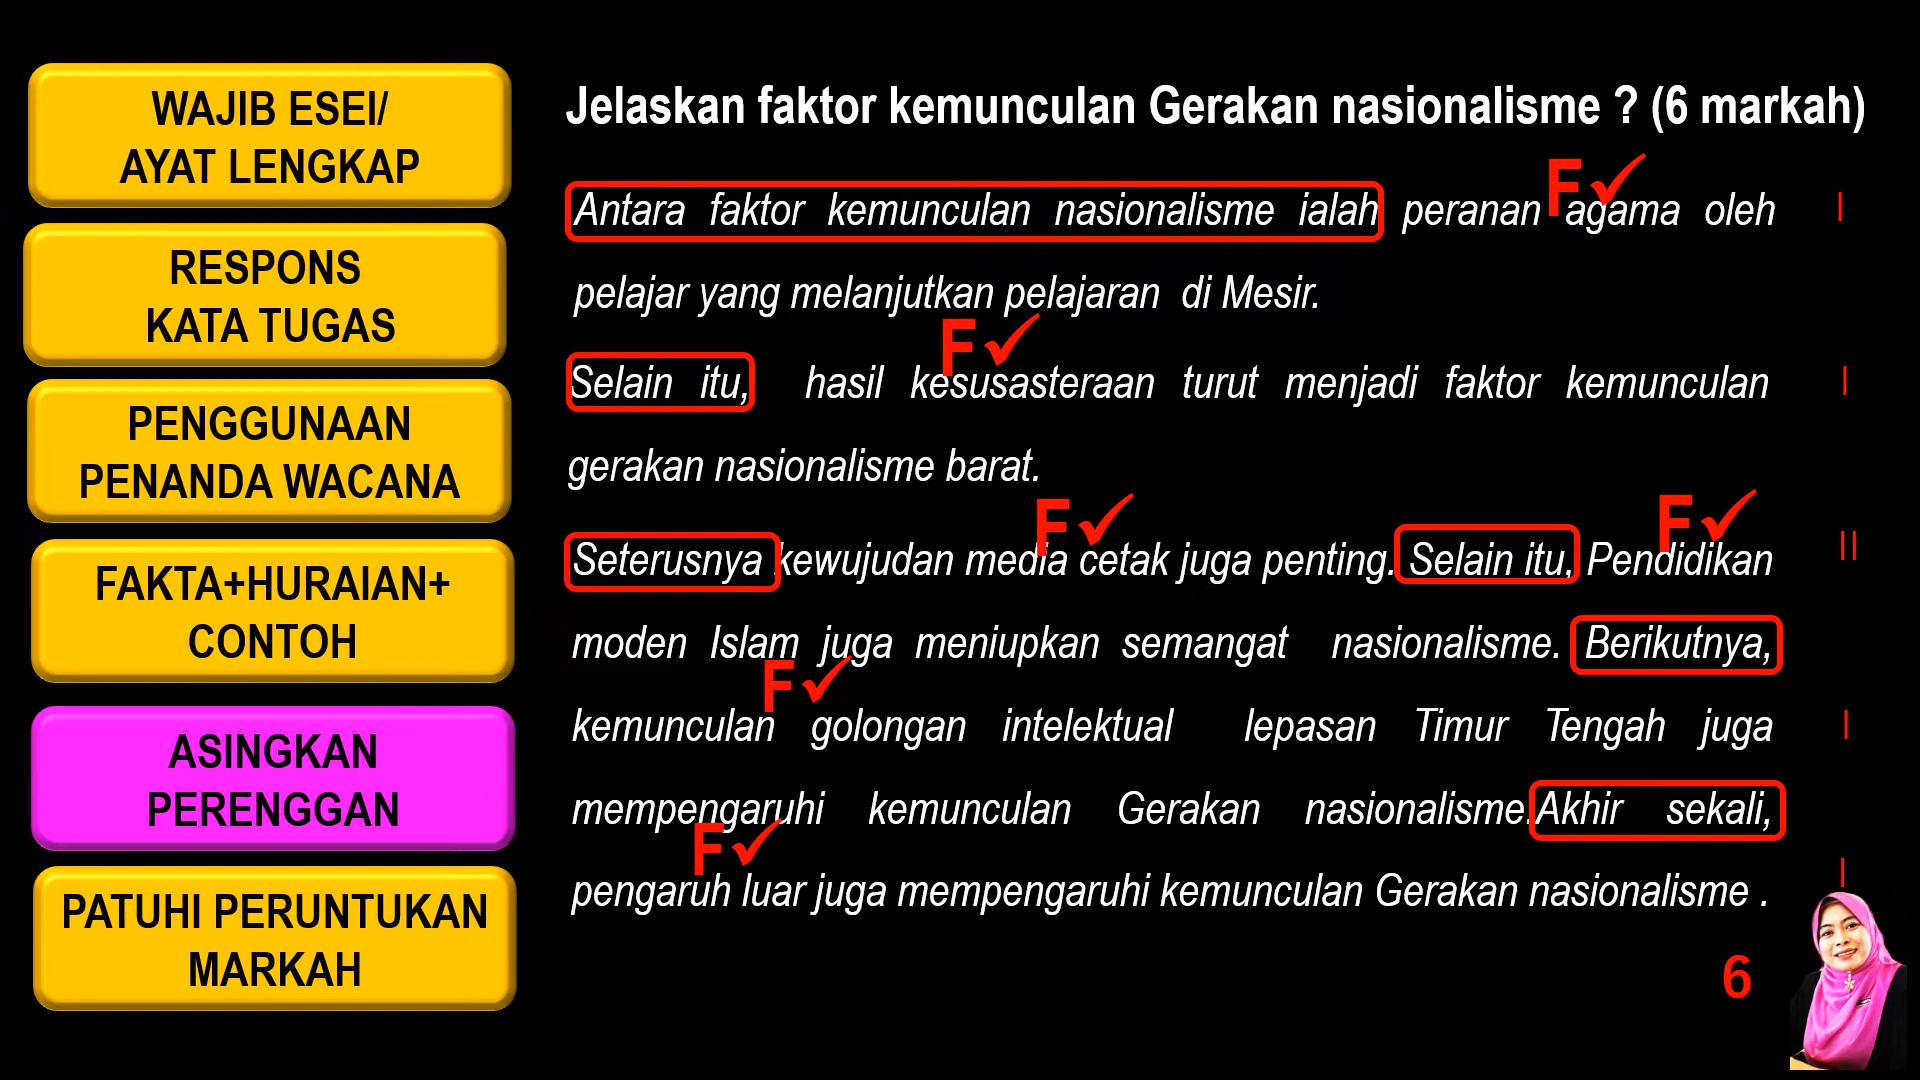 WAJIB ESEI/
AYAT LENGKAP
RESPONS
KATA TUGAS
PENGGUNAAN
PENANDA WACANA
FAKTA+HURAIAN+
CONTOH
ASINGKAN
PERENGGAN
PATUHI PERUNTUKAN
MARKAH
Jelaskan faktor kemunculan Gerakan nasionalisme ? (6 markah)
F✓
Antara faktor kemunculan nasionalisme ialah peranan agama oleh |
pelajar yang melanjutkan pelajaran di Mesir.
F✓
Selain itu, hasil kesusasteraan turut menjadi faktor kemunculan |
gerakan nasionalisme barat.
F✓ F✓
Seterusnya kewujudan media cetak juga penting. Selain itu, Pendidikan ||
moden Islam juga meniupkan semangat nasionalisme. Berikutnya,
F✓
kemunculan golongan intelektual lepasan Timur Tengah juga |
mempengaruhi kemunculan Gerakan nasionalisme.Akhir sekali,
F✓
pengaruh luar juga mempengaruhi kemunculan Gerakan nasionalisme . |
6